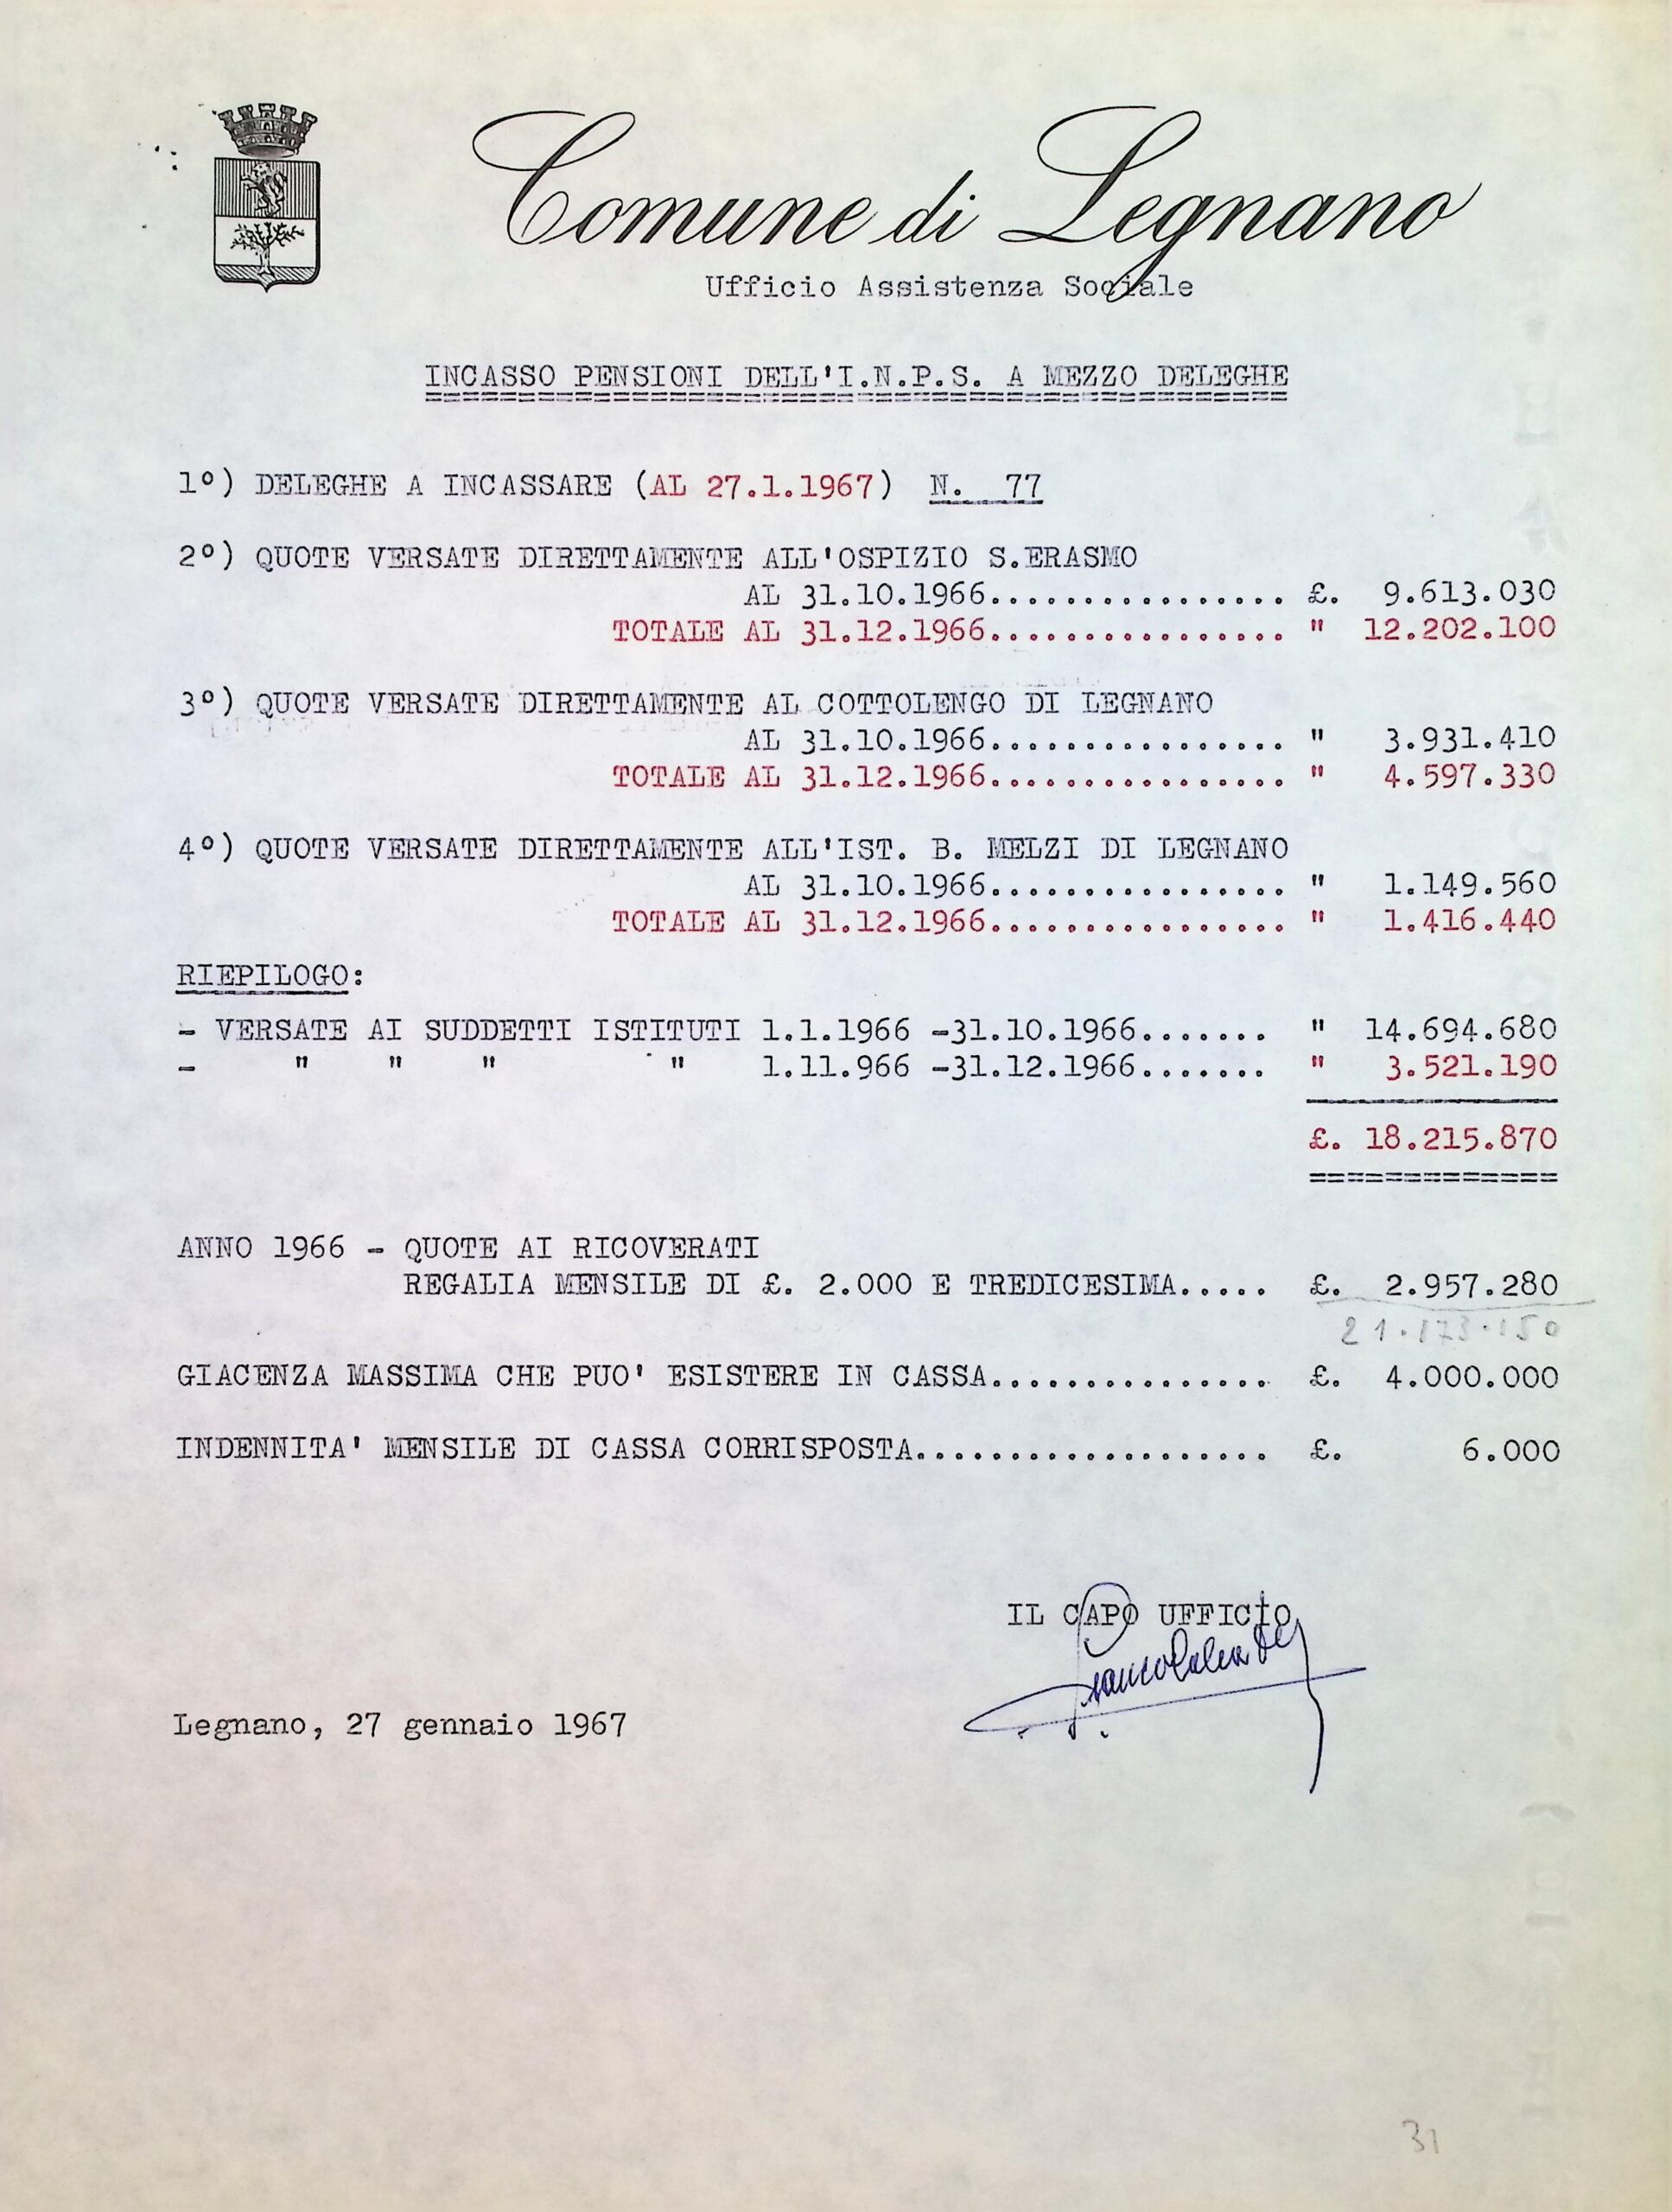 Comune di Legnano
Ufficio Assistenza Sociale
INCASSO PENSIONI DELL'I.N.P.S. A MEZZO DELEGHE
1º) DELEGHE A INCASSARE (AL 27.1.1967) N. 77
2º) QUOTE VERSATE DIRETTAMENTE ALL'OSPIZIO S.ERASMO
AL 31.10.1966................ £. 9.613.030
TOTALE AL 31.12.1966................ " 12.202.100
3º) QUOTE VERSATE DIRETTAMENTE AL COTTOLENGO DI LEGNANO
AL 31.10.1966................ " 3.931.410
TOTALE AL 31.12.1966................ " 4.597.330
4º) QUOTE VERSATE DIRETTAMENTE ALL'IST. B. MELZI DI LEGNANO
AL 31.10.1966................ " 1.149.560
TOTALE AL 31.12.1966................ " 1.416.440
RIEPILOGO:
- VERSATE AI SUDDETTI ISTITUTI 1.1.1966 -31.10.1966....... " 14.694.680
- " " " " 1.11.966 -31.12.1966....... " 3.521.190
£. 18.215.870
=============
ANNO 1966 - QUOTE AI RICOVERATI
REGALIA MENSILE DI £. 2.000 E TREDICESIMA..... £. 2.957.280
21.173.150
GIACENZA MASSIMA CHE PUO' ESISTERE IN CASSA............... £. 4.000.000
INDENNITA' MENSILE DI CASSA CORRISPOSTA................... £. 6.000
IL CAPO UFFICIO
Legnano, 27 gennaio 1967
31